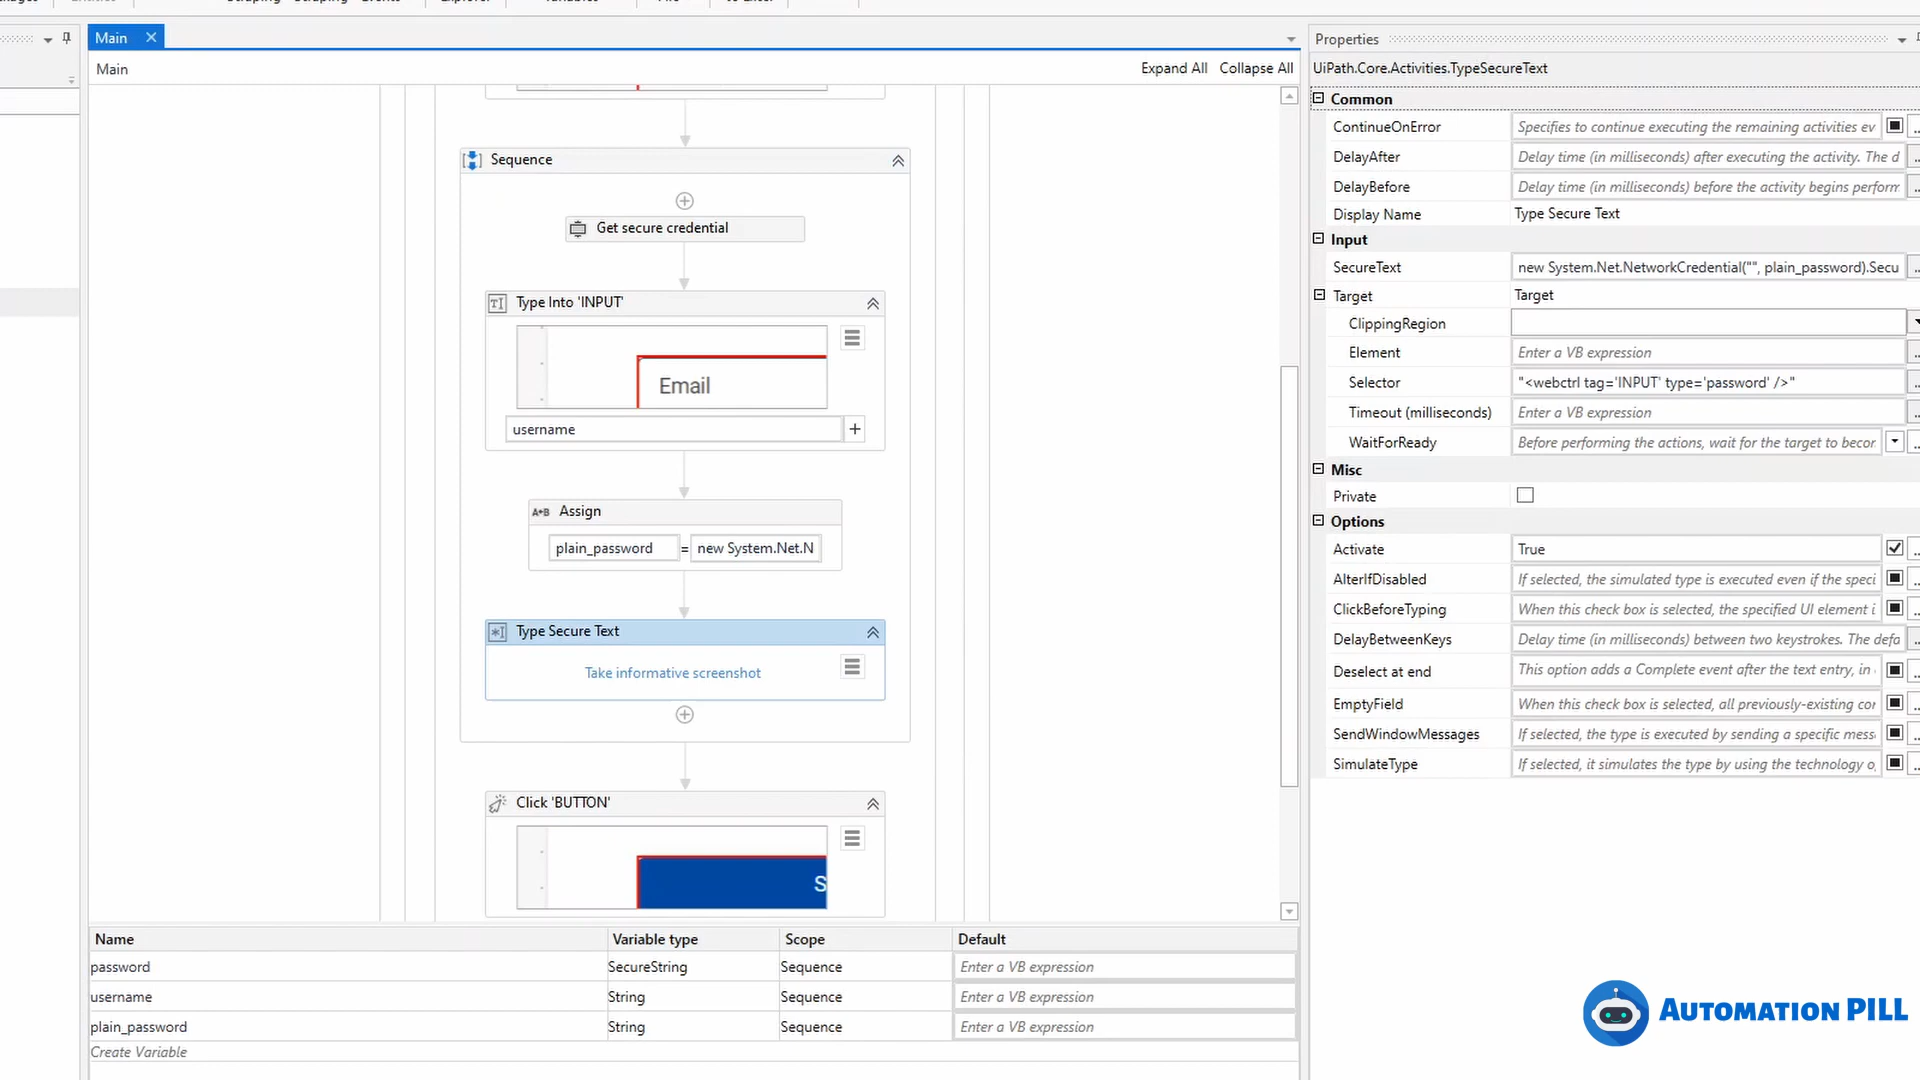 Main
Properties
Main
Expand All Collapse All
UiPath.Core.Activities.TypeSecureText
Common
ContinueOnError
Specifies to continue executing the remaining activities ev
Sequence
DelayAfter
Delay time (in milliseconds) after executing the activity. The d
DelayBefore
Delay time (in milliseconds) before the activity begins perform
Display Name
Type Secure Text
Get secure credential
Input
SecureText
new System.Net.NetworkCredential("", plain_password).Secu
Target
Target
Type Into 'INPUT'
ClippingRegion
Element
Enter a VB expression
Email
Selector
"<webctrl tag='INPUT' type='password' />"
Timeout (milliseconds)
Enter a VB expression
username
WaitForReady
Before performing the actions, wait for the target to becor
Misc
Private
Assign
Options
plain_password = new System.Net.N
Activate
True
AlterIfDisabled
If selected, the simulated type is executed even if the speci
ClickBeforeTyping
When this check box is selected, the specified UI element i
Type Secure Text
DelayBetweenKeys
Delay time (in milliseconds) between two keystrokes. The defa
Take informative screenshot
Deselect at end
This option adds a Complete event after the text entry, in
EmptyField
When this check box is selected, all previously-existing cor
SendWindowMessages
If selected, the type is executed by sending a specific mess
SimulateType
If selected, it simulates the type by using the technology o
Click 'BUTTON'
S
Name Variable type Scope Default
password SecureString Sequence Enter a VB expression
username String Sequence Enter a VB expression
plain_password String Sequence Enter a VB expression
Create Variable
AUTOMATION PILL